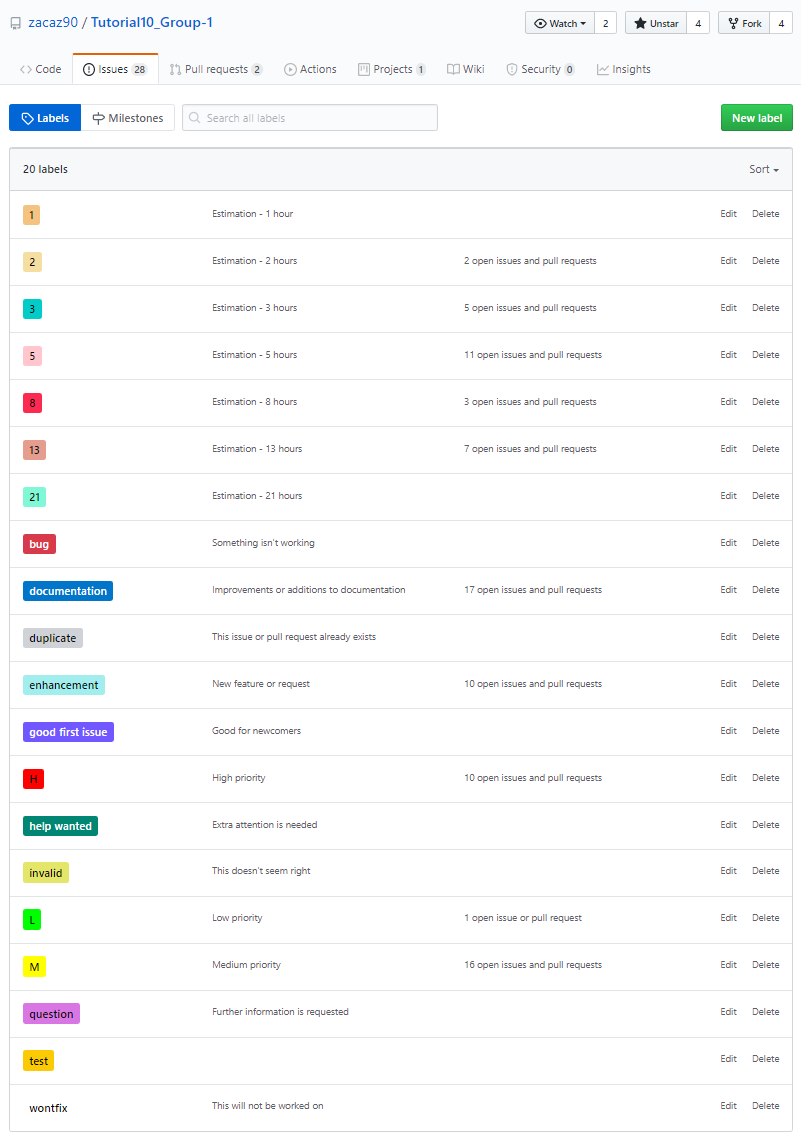 zacaz90 / Tutorial10_Group-1 Watch 2 Unstar 4 Fork 4
Code Issues 28 Pull requests 2 Actions Projects 1 Wiki Security 0 Insights
Labels Milestones Search all labels New label
20 labels Sort
1 Estimation - 1 hour Edit Delete
2 Estimation - 2 hours 2 open issues and pull requests Edit Delete
3 Estimation - 3 hours 5 open issues and pull requests Edit Delete
5 Estimation - 5 hours 11 open issues and pull requests Edit Delete
8 Estimation - 8 hours 3 open issues and pull requests Edit Delete
13 Estimation - 13 hours 7 open issues and pull requests Edit Delete
21 Estimation - 21 hours Edit Delete
bug Something isn't working Edit Delete
documentation Improvements or additions to documentation 17 open issues and pull requests Edit Delete
duplicate This issue or pull request already exists Edit Delete
enhancement New feature or request 10 open issues and pull requests Edit Delete
good first issue Good for newcomers Edit Delete
H High priority 10 open issues and pull requests Edit Delete
help wanted Extra attention is needed Edit Delete
invalid This doesn't seem right Edit Delete
L Low priority 1 open issue or pull request Edit Delete
M Medium priority 16 open issues and pull requests Edit Delete
question Further information is requested Edit Delete
test Edit Delete
wontfix This will not be worked on Edit Delete